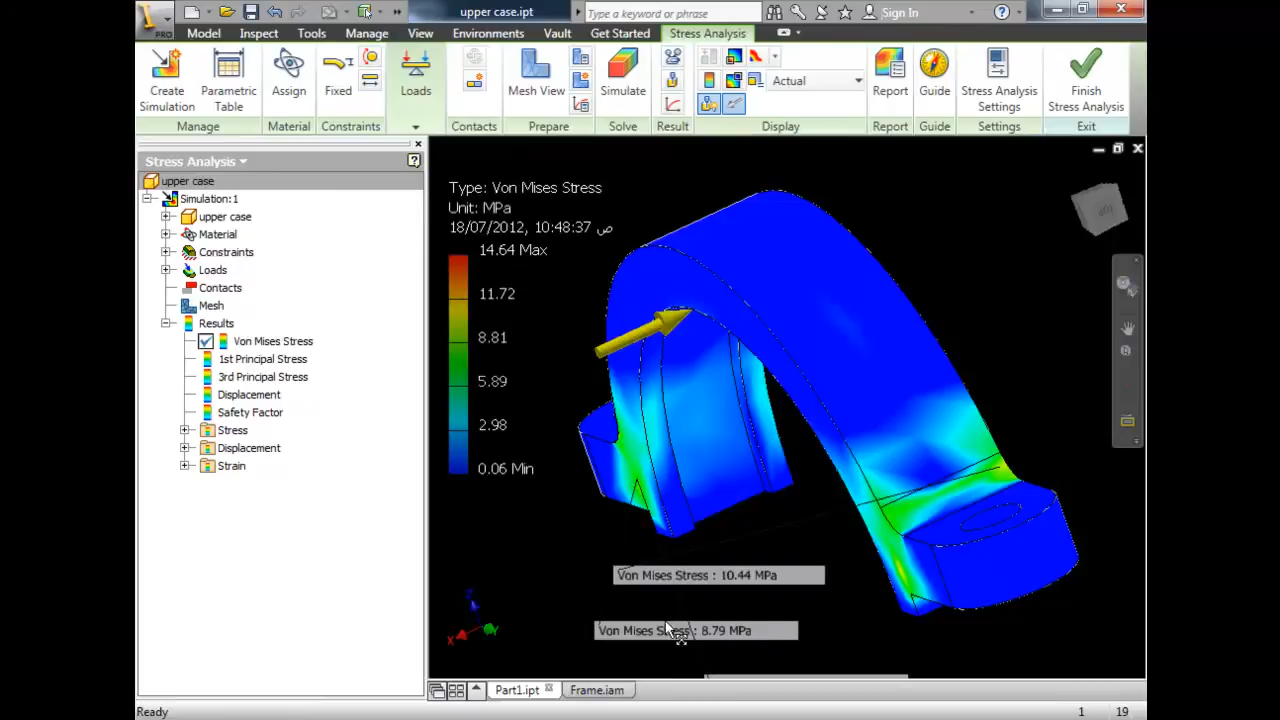 PRO
upper case.ipt
Type a keyword or phrase
Sign In
Model Inspect Tools Manage View Environments Vault Get Started Stress Analysis
Create Simulation
Parametric Table
Assign
Fixed
Loads
Mesh View
Simulate
Actual
Report
Guide
Stress Analysis Settings
Finish Stress Analysis
Manage Material Constraints Contacts Prepare Solve Result Display Report Guide Settings Exit
Stress Analysis
upper case
Simulation:1
upper case
Material
Constraints
Loads
Contacts
Mesh
Results
Von Mises Stress
1st Principal Stress
3rd Principal Stress
Displacement
Safety Factor
Stress
Displacement
Strain
Type: Von Mises Stress
Unit: MPa
18/07/2012, 10:48:37 ص
14.64 Max
11.72
8.81
5.89
2.98
0.06 Min
TOP
Von Mises Stress : 10.44 MPa
Von Mises Stress : 8.79 MPa
Z
X
Y
Part1.ipt Frame.iam
Ready
1 19